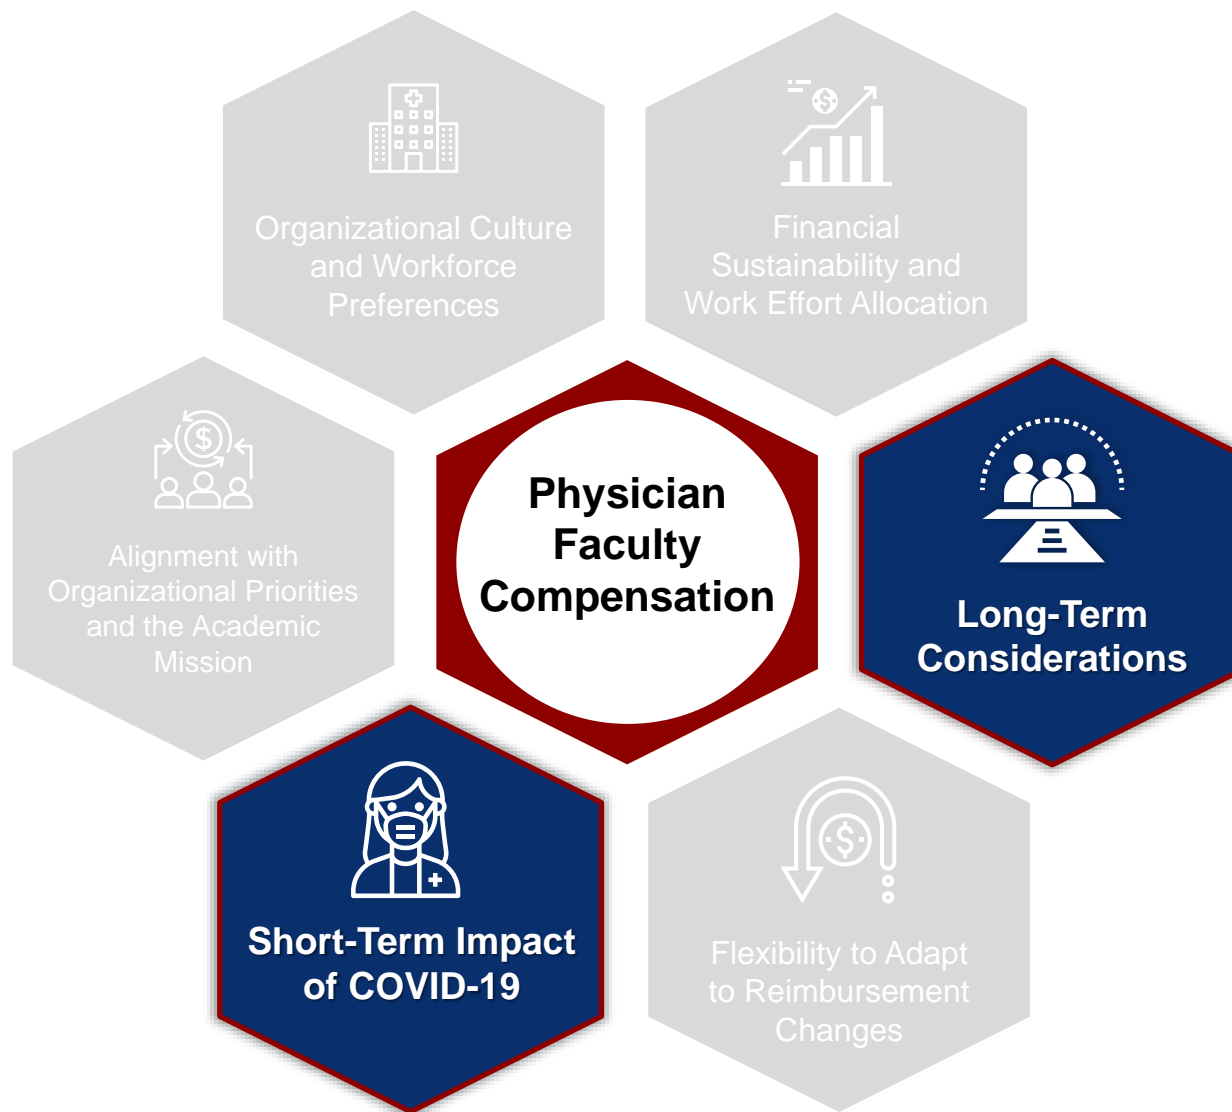 Organizational Culture
and Workforce
Preferences
Financial
Sustainability and
Work Effort Allocation
Alignment with
Organizational Priorities
and the Academic
Mission
Physician
Faculty
Compensation
Long-Term
Considerations
Short-Term Impact
of COVID-19
Flexibility to Adapt
to Reimbursement
Changes